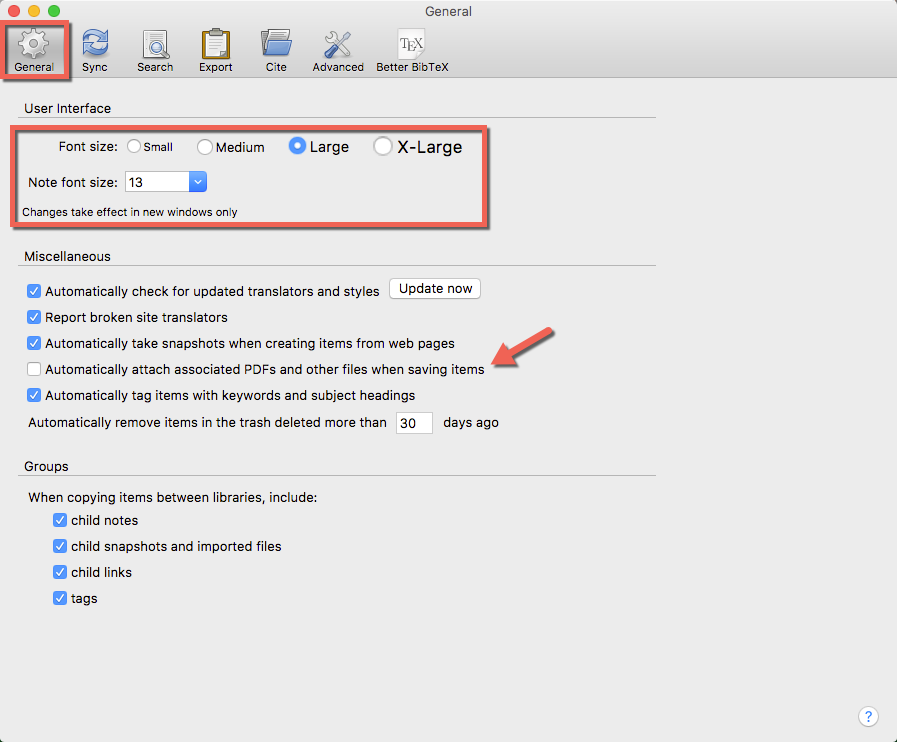 General
General Sync Search Export Cite Advanced TEX Better BibTeX
User Interface
Font size: Small Medium Large X-Large
Note font size: 13
Changes take effect in new windows only
Miscellaneous
Automatically check for updated translators and styles Update now
Report broken site translators
Automatically take snapshots when creating items from web pages
Automatically attach associated PDFs and other files when saving items
Automatically tag items with keywords and subject headings
Automatically remove items in the trash deleted more than 30 days ago
Groups
When copying items between libraries, include:
child notes
child snapshots and imported files
child links
tags
?